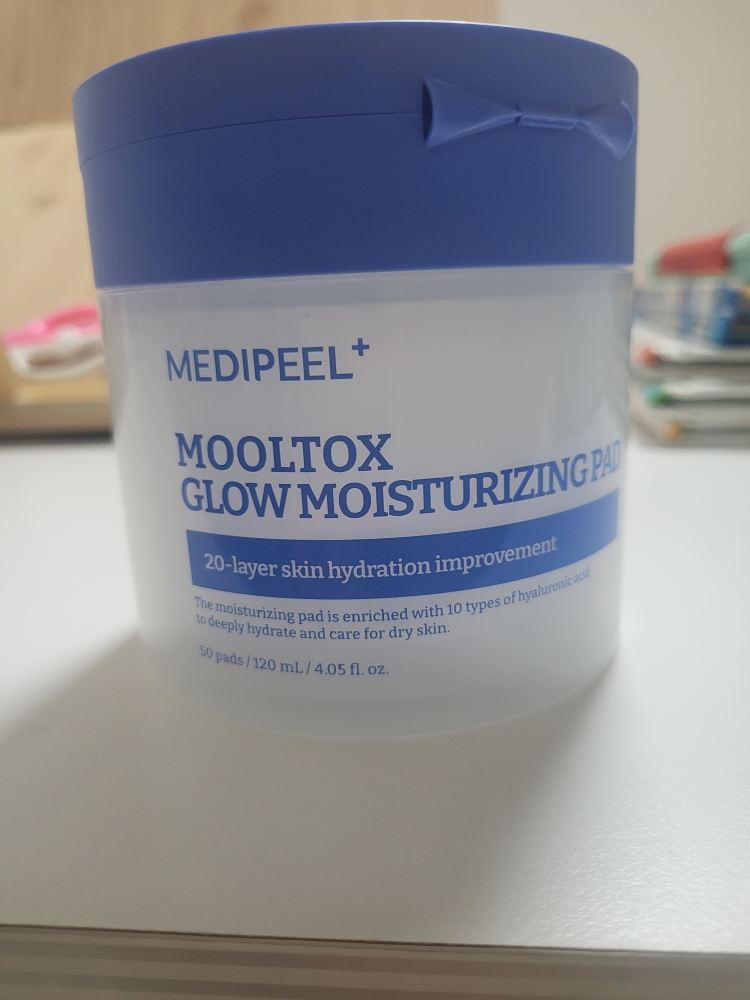 MEDIPEEL+
MOOLTOX
GLOW MOISTURIZING PAD
20-layer skin hydration improvement
The moisturizing pad is enriched with 10 types of hyaluronic acid
to deeply hydrate and care for dry skin.
50 pads / 120 mL / 4.05 fl. oz.